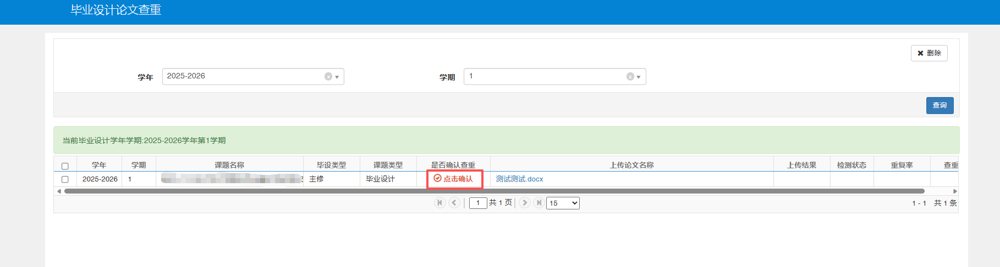 毕业设计论文查重
✖ 删除
学年 2025-2026 学期 1
查询
当前毕业设计学年学期:2025-2026学年第1学期
学年 学期 课题名称 毕设类型 课题类型 是否确认查重 上传论文名称 上传结果 检测状态 重复率 查重
2025-2026 1 主修 毕业设计 点击确认 测试测试.docx
1 共 1 页 15 1 - 1 共 1 条